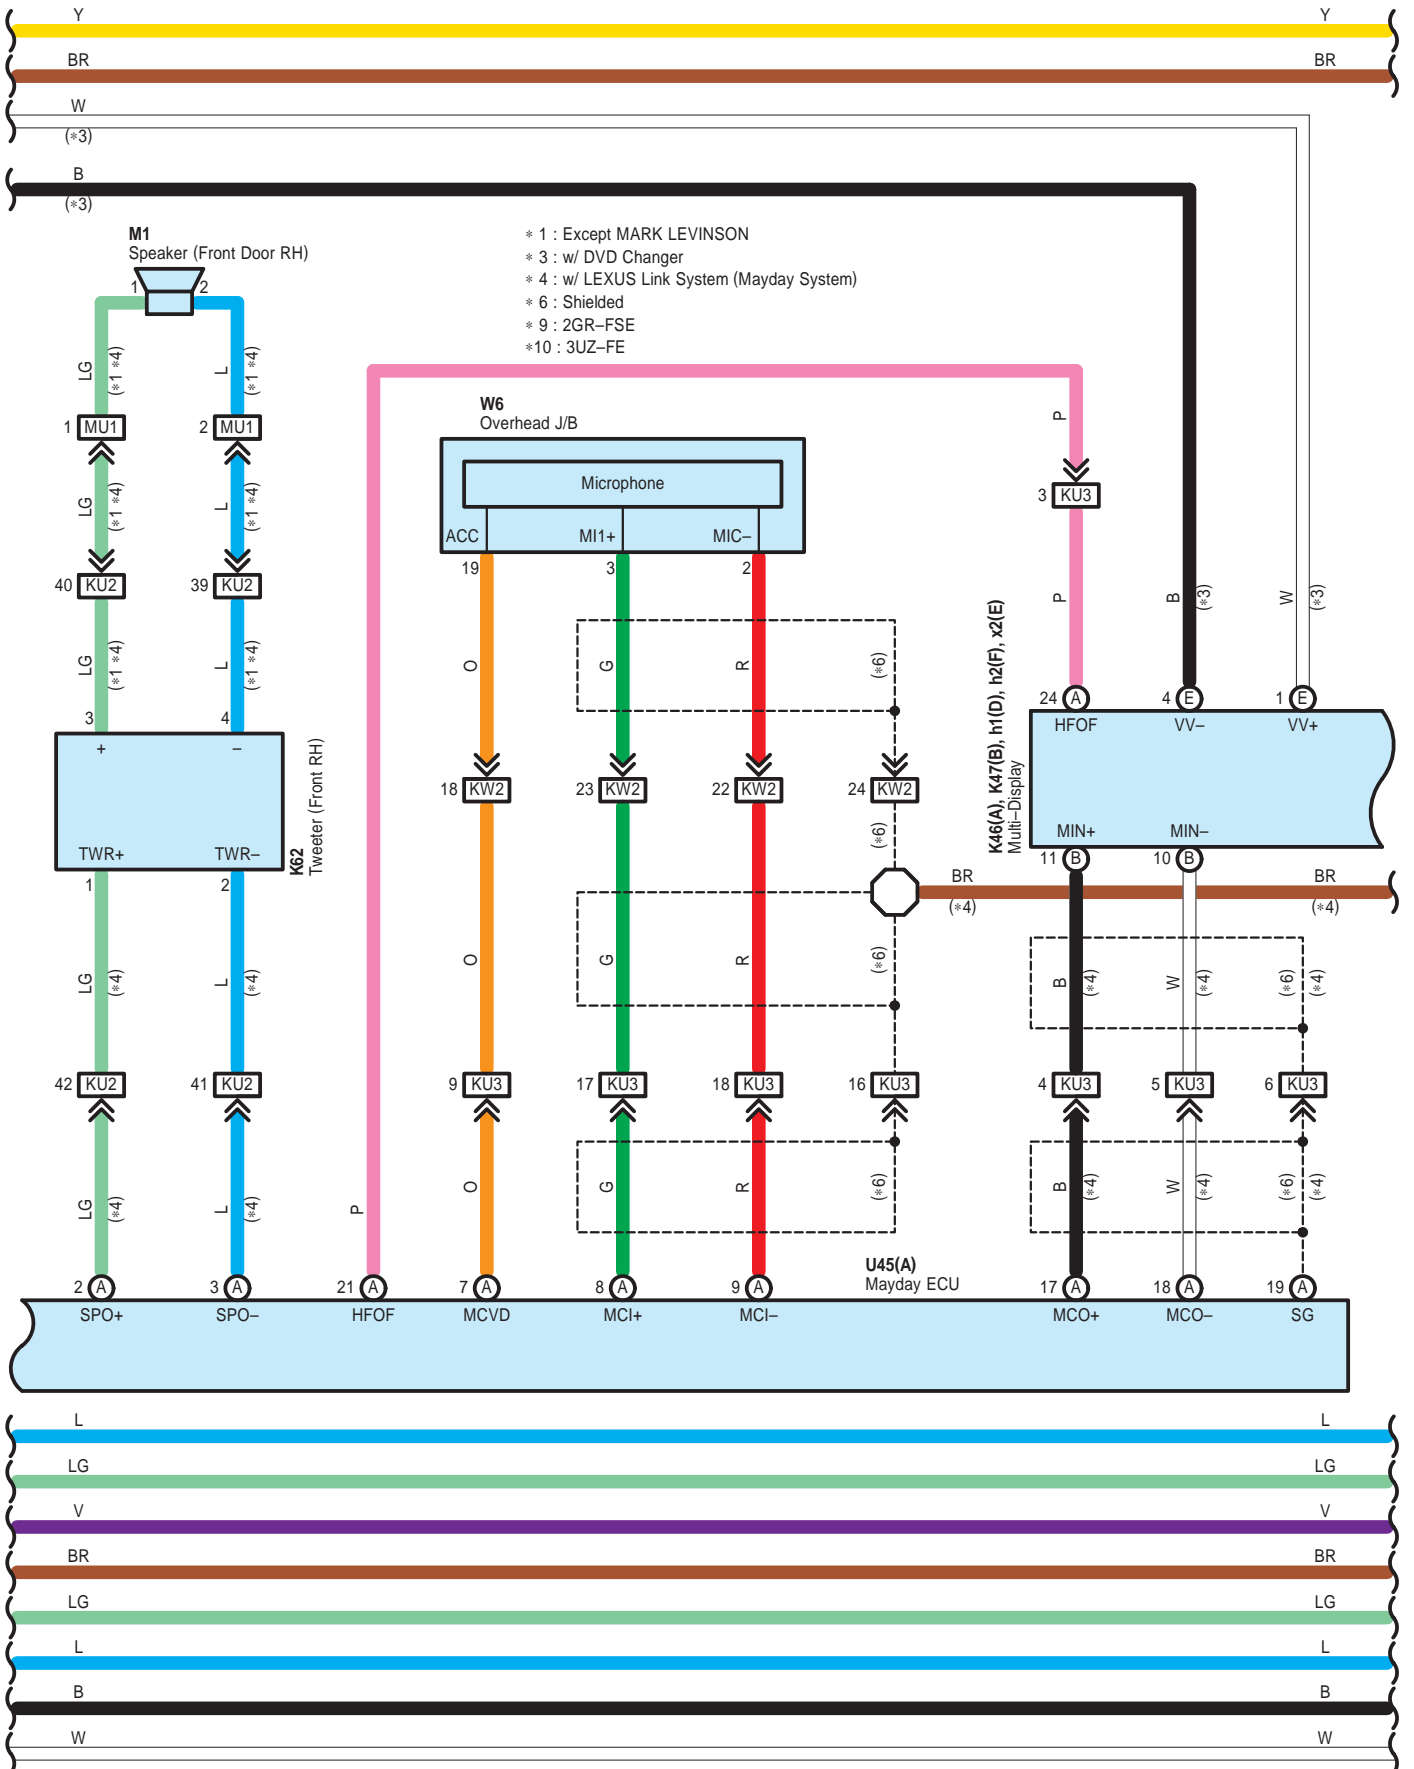 Y Y
BR BR
W
(∗3)
B
(∗3)
M1
Speaker (Front Door RH)
∗ 1 : Except MARK LEVINSON
∗ 3 : w/ DVD Changer
∗ 4 : w/ LEXUS Link System (Mayday System)
∗ 6 : Shielded
∗ 9 : 2GR–FSE
∗10 : 3UZ–FE
1 2
LG (∗1 ∗4) L (∗1 ∗4)
1 MU1 2 MU1
LG (∗1 ∗4) L (∗1 ∗4)
40 KU2 39 KU2
LG (∗1 ∗4) L (∗1 ∗4)
3 4
+ –
TWR+ TWR–
K62
Tweeter (Front RH)
1 2
LG (∗4) L (∗4)
42 KU2 41 KU2
LG (∗4) L (∗4)
P
W6
Overhead J/B
Microphone
ACC MI1+ MIC–
19 3 2
O G R (∗6)
18 KW2 23 KW2 22 KW2 24 KW2
(∗6)
BR BR
(∗4) (∗4)
O G R (∗6)
9 KU3 17 KU3 18 KU3 16 KU3
O G R (∗6)
P
3 KU3
P B (∗3) W (∗3)
24 A 4 E 1 E
HFOF VV– VV+
K46(A), K47(B), h1(D), h2(F), x2(E)
Multi–Display
MIN+ MIN–
11 B 10 B
B (∗4) W (∗4) (∗6) (∗4)
4 KU3 5 KU3 6 KU3
B (∗4) W (∗4) (∗6) (∗4)
U45(A)
Mayday ECU
2 A 3 A 21 A 7 A 8 A 9 A 17 A 18 A 19 A
SPO+ SPO– HFOF MCVD MCI+ MCI– MCO+ MCO– SG
L L
LG LG
V V
BR BR
LG LG
L L
B B
W W